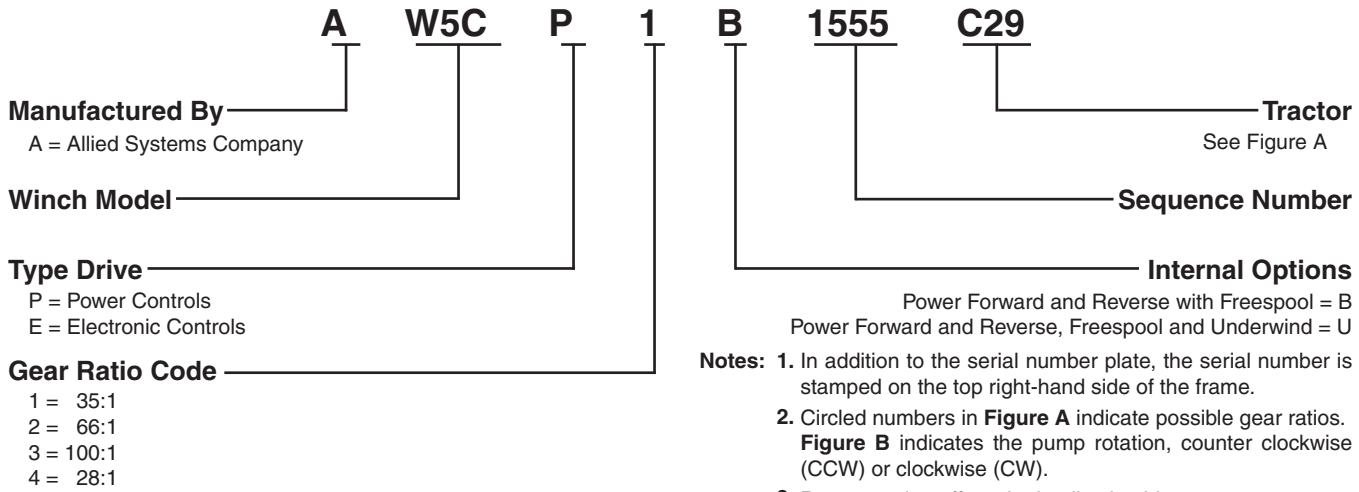 A W5C P 1 B 1555 C29
Manufactured By
A = Allied Systems Company
Winch Model
Type Drive
P = Power Controls
E = Electronic Controls
Gear Ratio Code
1 = 35:1
2 = 66:1
3 = 100:1
4 = 28:1
Tractor
See Figure A
Sequence Number
Internal Options
Power Forward and Reverse with Freespool = B
Power Forward and Reverse, Freespool and Underwind = U
Notes: 1. In addition to the serial number plate, the serial number is
stamped on the top right-hand side of the frame.
2. Circled numbers in Figure A indicate possible gear ratios.
Figure B indicates the pump rotation, counter clockwise
(CCW) or clockwise (CW).